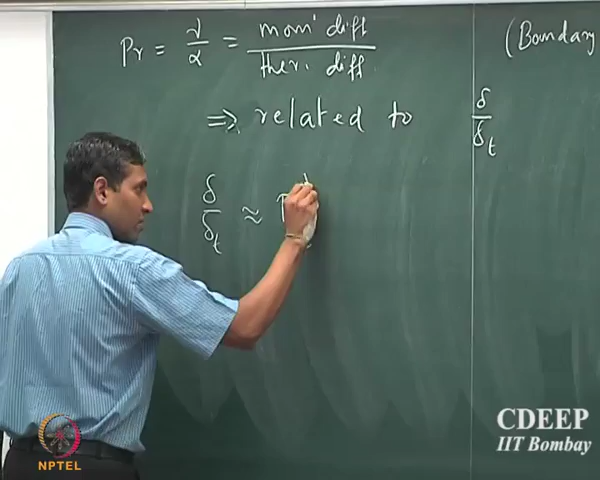 Pr = ν/α = mom' diff / ther. diff
(Boundary
⇒ related to δ/δt
δ/δt ≈
CDEEP
IIT Bombay
NPTEL